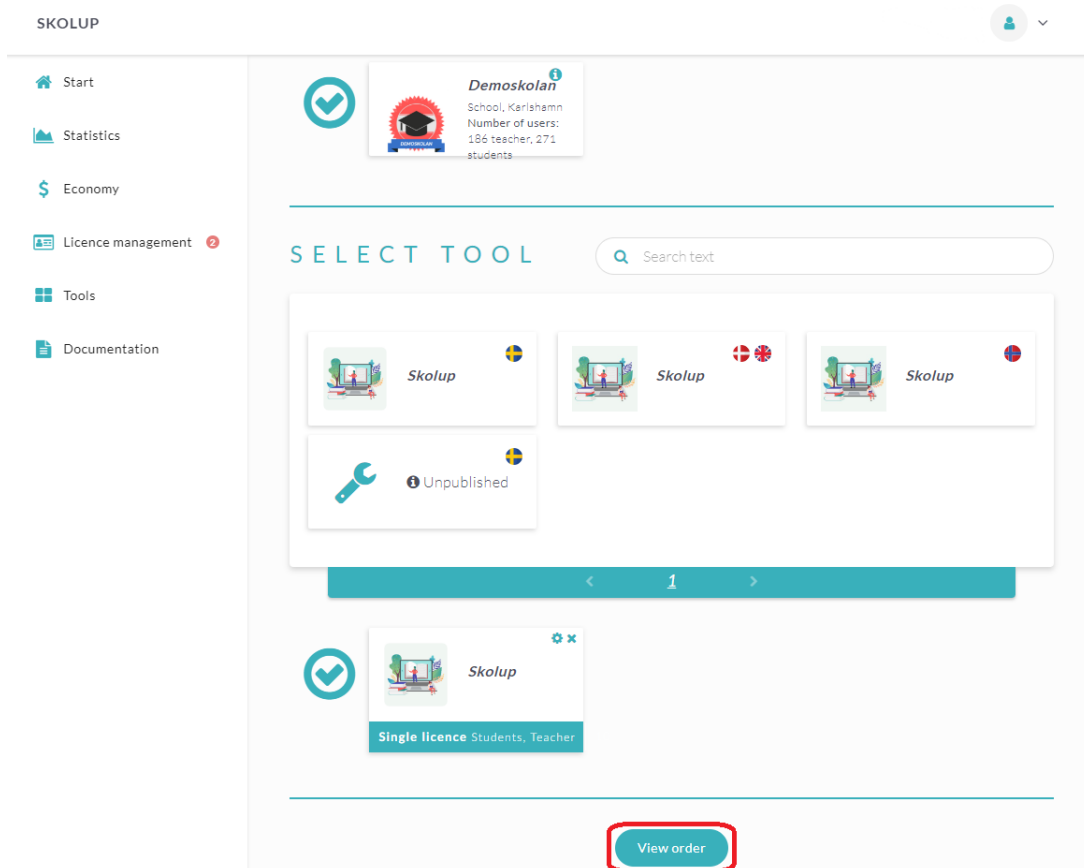 SKOLUP
Start
Statistics
Economy
Licence management 2
Tools
Documentation
Demoskolan
School, Karlshamn
Number of users:
186 teacher, 271
students
DEMOSKOLAN
SELECT TOOL
Search text
Skolup
Skolup
Skolup
Unpublished
< 1 >
Skolup
Single licence Students, Teacher
View order